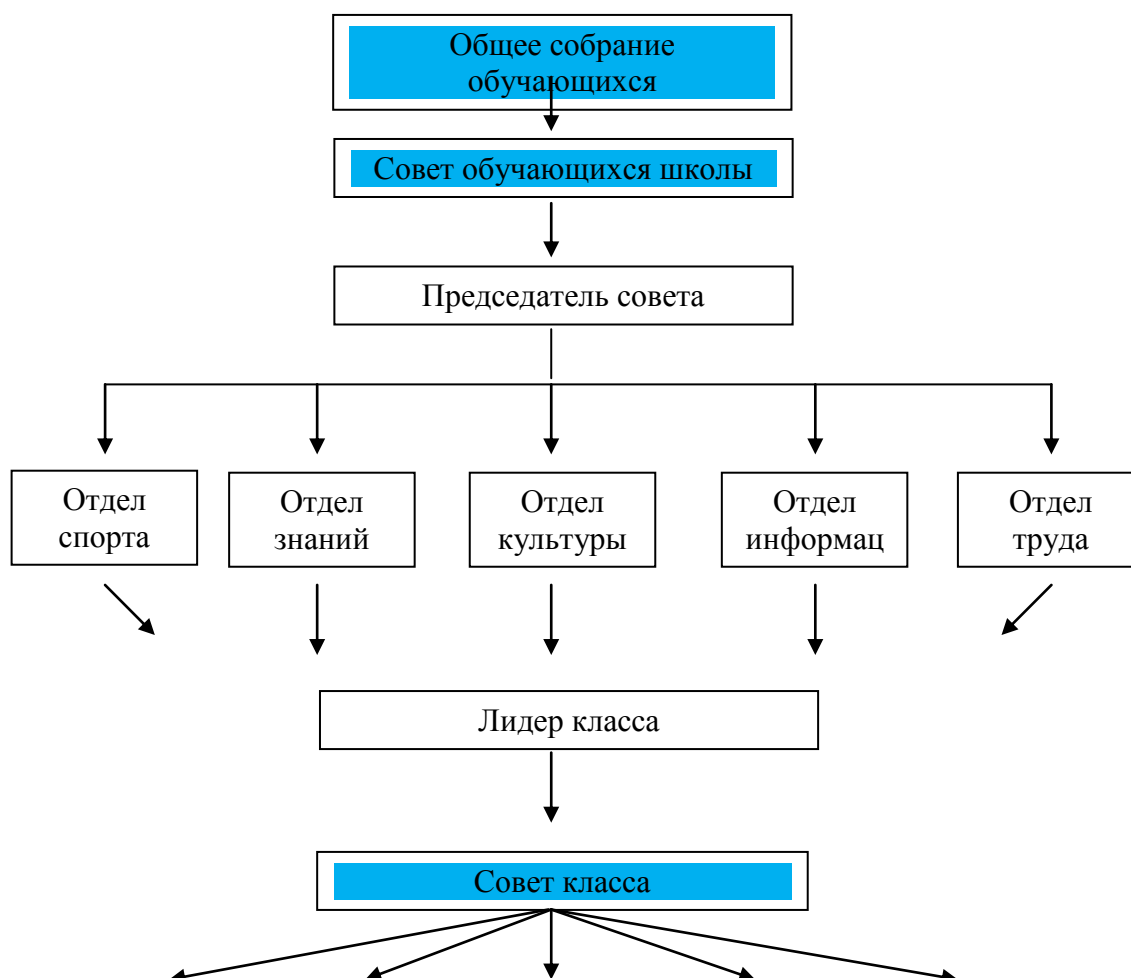 Общее собрание
обучающихся
Совет обучающихся школы
Председатель совета
Отдел
спорта
Отдел
знаний
Отдел
культуры
Отдел
информац
Отдел
труда
Лидер класса
Совет класса